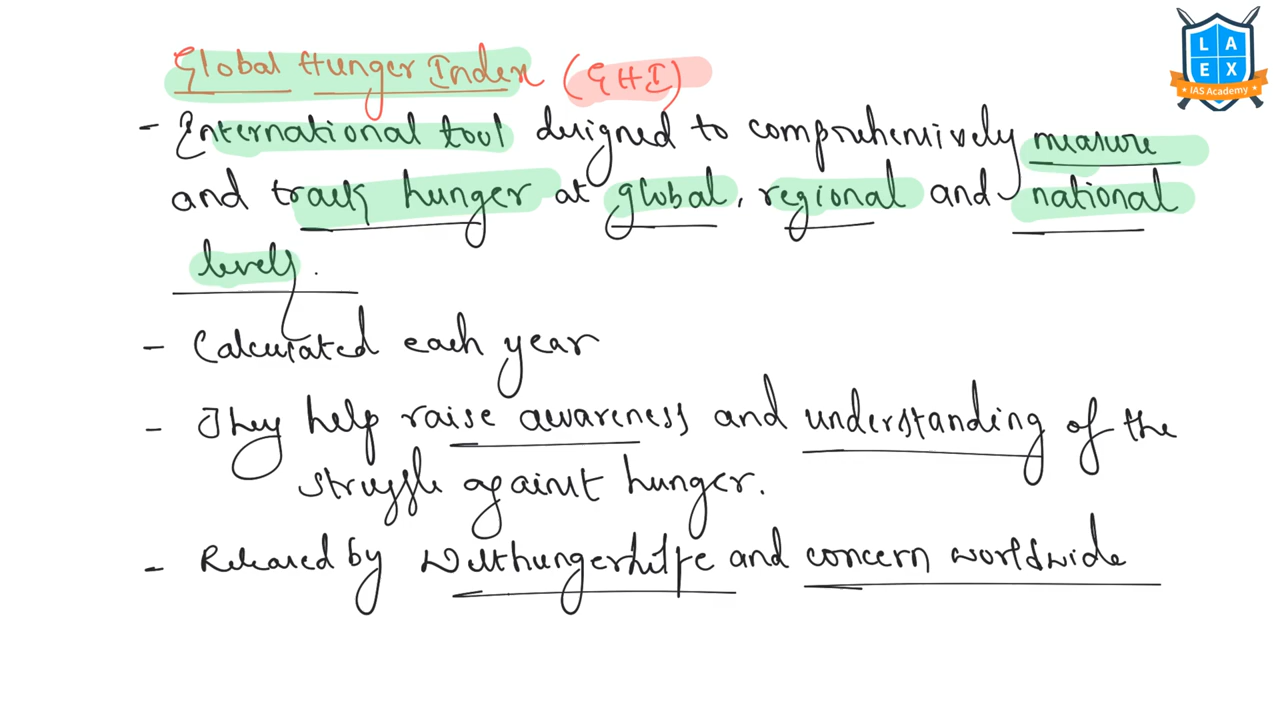 Global Hunger Index (GHI)
- International tool designed to comprehensively measure
and track hunger at global, regional and national
levels.
- Calculated each year
- They help raise awareness and understanding of the
struggle against hunger.
- Released by Welthungerhilfe and concern worldwide
L A
E X
IAS Academy